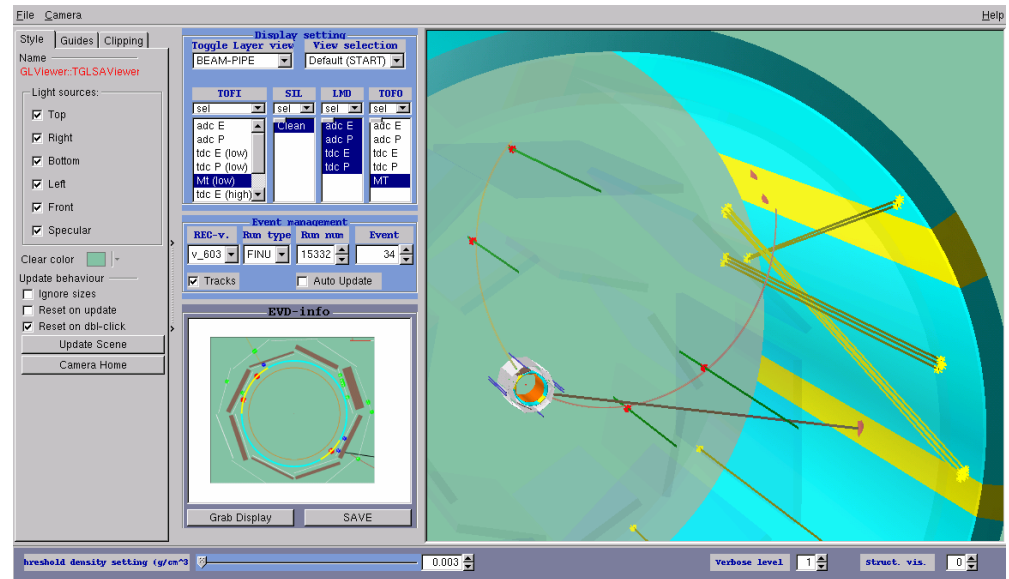 File Camera Help
Style Guides Clipping
Name
GLViewer::TGLSAViewer
Light sources:
Top
Right
Bottom
Left
Front
Specular
Clear color
Update behaviour
Ignore sizes
Reset on update
Reset on dbl-click
Update Scene
Camera Home
Display setting
Toggle Layer view View selection
BEAM-PIPE Default (START)
TOFI SIL LMD TOFO
sel sel sel sel
adc E Clean adc E adc E
adc P adc P adc P
tdc E (low) tdc E tdc E
tdc P (low) tdc P tdc P
Mt (low) MT
tdc E (high)
Event management
REC-v. Run type Run num Event
v_603 FINU 15332 34
Tracks Auto Update
EVD-info
Grab Display SAVE
hreshold density setting (g/cm^3 0.003 Verbose level 1 Struct. vis. 0